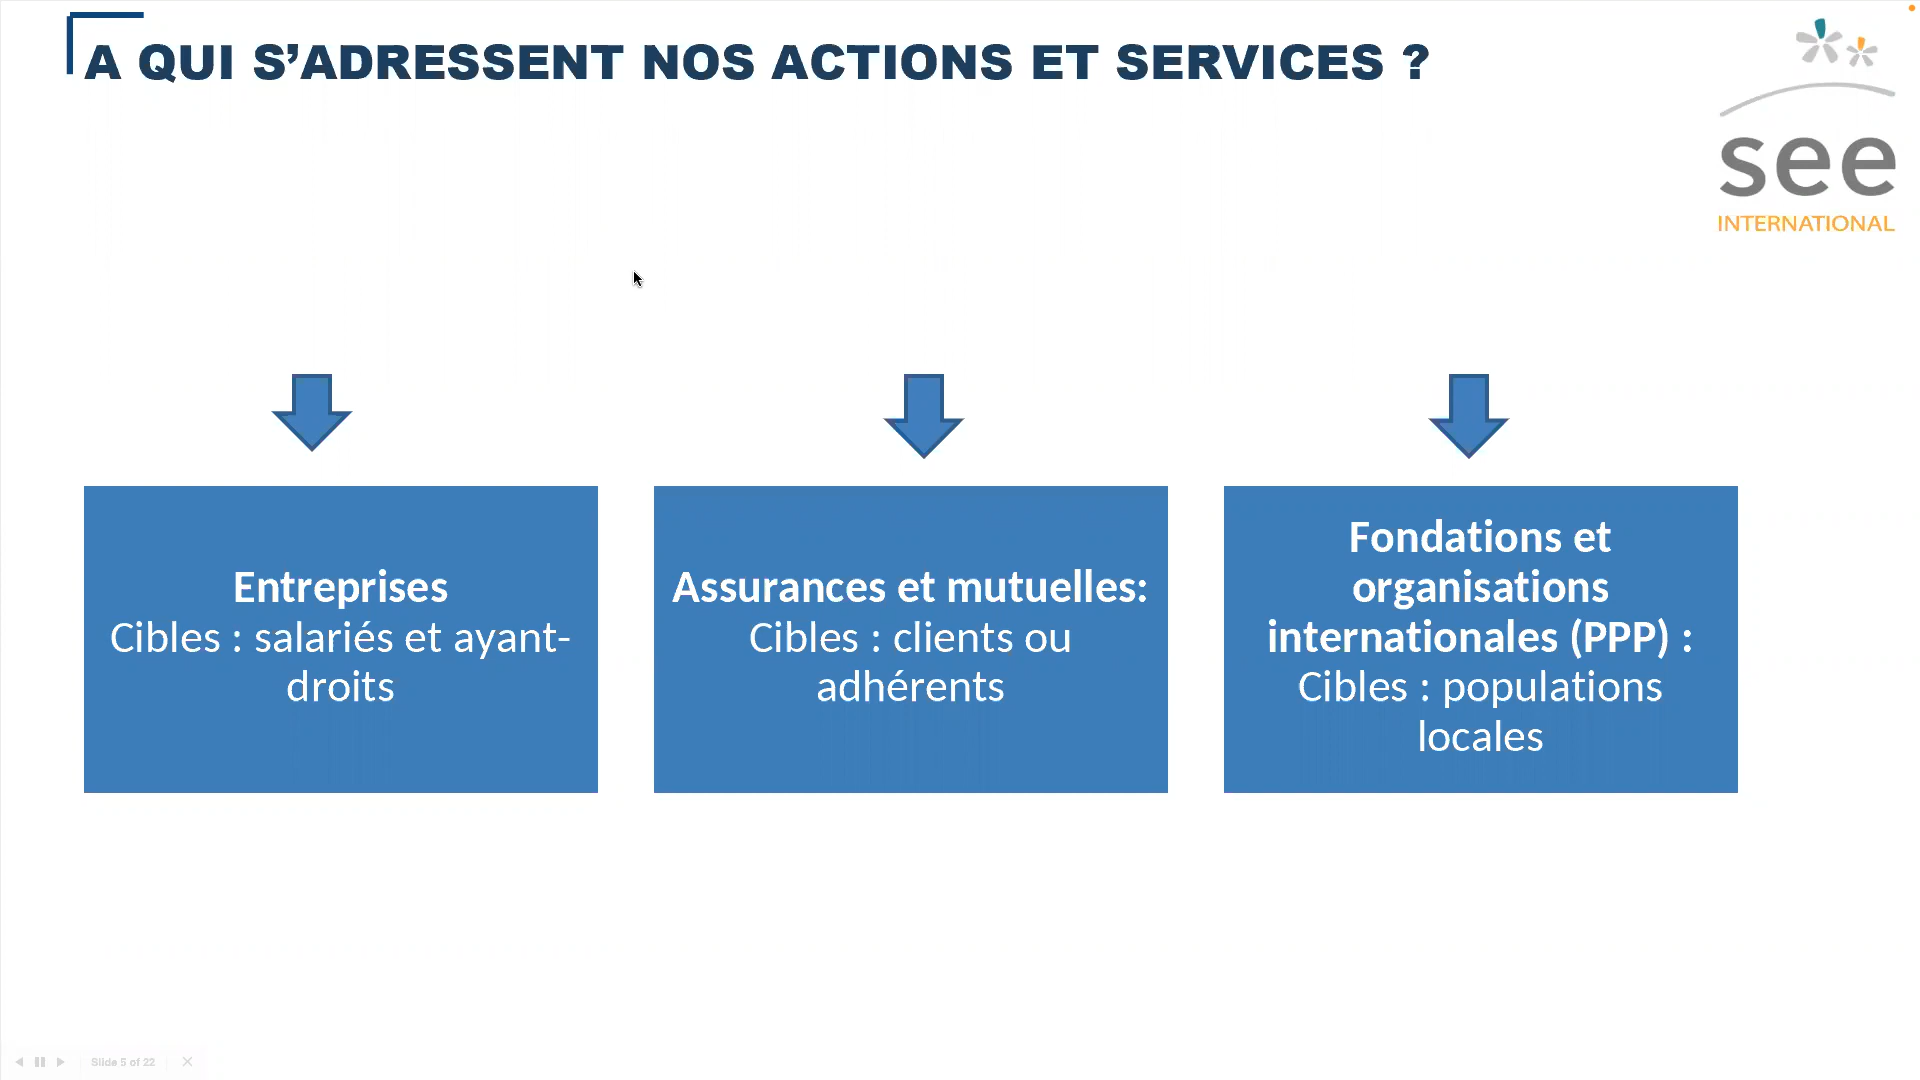 A QUI S’ADRESSENT NOS ACTIONS ET SERVICES ?
see
INTERNATIONAL
Entreprises
Cibles : salariés et ayant-
droits
Assurances et mutuelles:
Cibles : clients ou
adhérents
Fondations et
organisations
internationales (PPP) :
Cibles : populations
locales
Slide 5 of 22